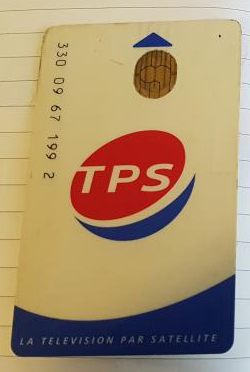 330 09 67 199 2
TPS
LA TELEVISION PAR SATELLITE